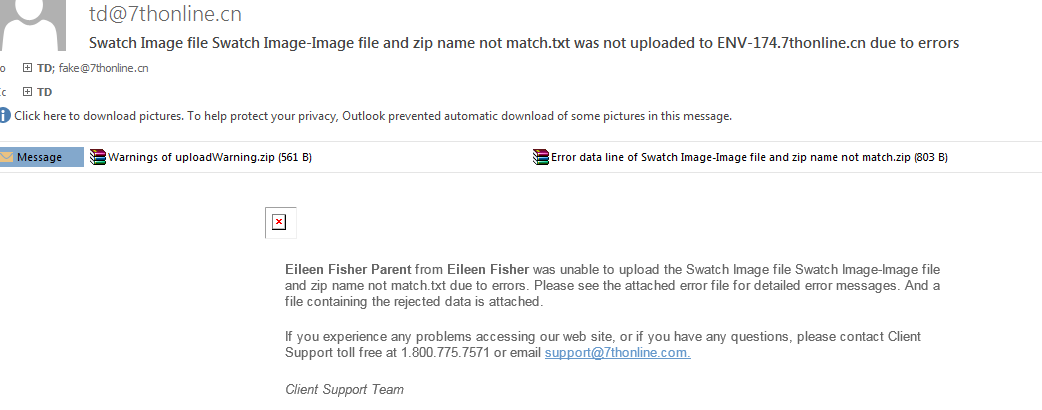 td@7thonline.cn
Swatch Image file Swatch Image-Image file and zip name not match.txt was not uploaded to ENV-174.7thonline.cn due to errors
o TD; fake@7thonline.cn
c TD
Click here to download pictures. To help protect your privacy, Outlook prevented automatic download of some pictures in this message.
Message Warnings of uploadWarning.zip (561 B) Error data line of Swatch Image-Image file and zip name not match.zip (803 B)
Eileen Fisher Parent from Eileen Fisher was unable to upload the Swatch Image file Swatch Image-Image file
and zip name not match.txt due to errors. Please see the attached error file for detailed error messages. And a
file containing the rejected data is attached.
If you experience any problems accessing our web site, or if you have any questions, please contact Client
Support toll free at 1.800.775.7571 or email support@7thonline.com.
Client Support Team